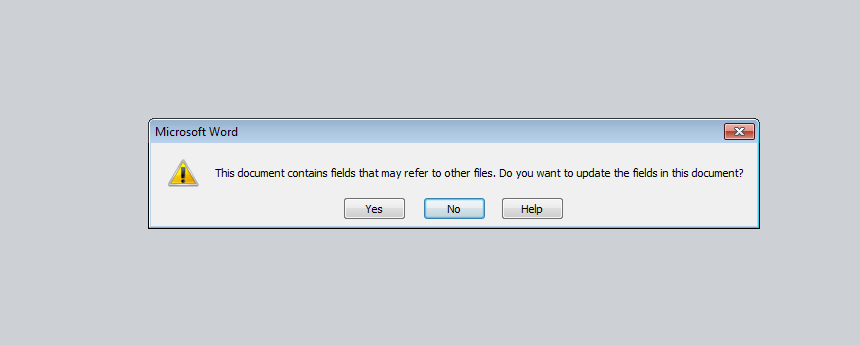 Microsoft Word
This document contains fields that may refer to other files. Do you want to update the fields in this document?
Yes No Help